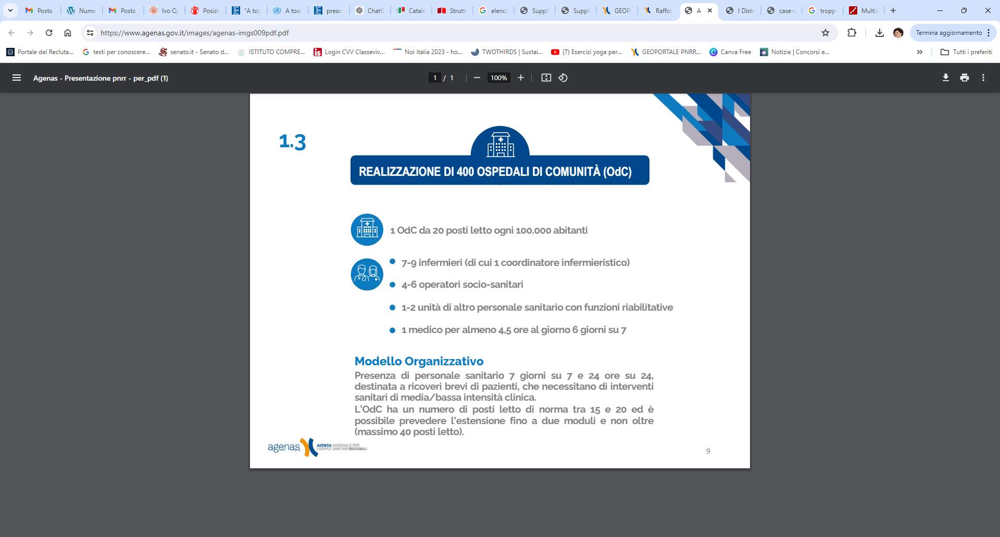 Posta
Nume
Posta
Ivo Qu
Posizi
"A toc
A tool
prescr
ChatG
Catalo
Struttu
elenco
Suppli
Suppli
GEOP
Raffor
A
I Distr
case-c
troppo
Multis
https://www.agenas.gov.it/images/agenas-imgs009pdf.pdf
Termina aggiornamento
Portale del Recluta...
testi per conoscere...
senato.it - Senato d...
ISTITUTO COMPRE...
Login CVV Classeviv...
Noi Italia 2023 - ho...
TWOTHIRDS | Sustai...
(7) Esercizi yoga per...
GEOPORTALE PNRR...
Canva Free
Notizie | Concorsi e...
Tutti i preferiti
Agenas - Presentazione pnrr - per_pdf (1)
1 / 1
100%
1.3
REALIZZAZIONE DI 400 OSPEDALI DI COMUNITÀ (OdC)
1 OdC da 20 posti letto ogni 100.000 abitanti
7-9 infermieri (di cui 1 coordinatore infermieristico)
4-6 operatori socio-sanitari
1-2 unità di altro personale sanitario con funzioni riabilitative
1 medico per almeno 4,5 ore al giorno 6 giorni su 7
Modello Organizzativo
Presenza di personale sanitario 7 giorni su 7 e 24 ore su 24,
destinata a ricoveri brevi di pazienti, che necessitano di interventi
sanitari di media/bassa intensità clinica.
L'OdC ha un numero di posti letto di norma tra 15 e 20 ed è
possibile prevedere l'estensione fino a due moduli e non oltre
(massimo 40 posti letto).
agenas.
AGENZIA NAZIONALE PER
I SERVIZI SANITARI REGIONALI
9